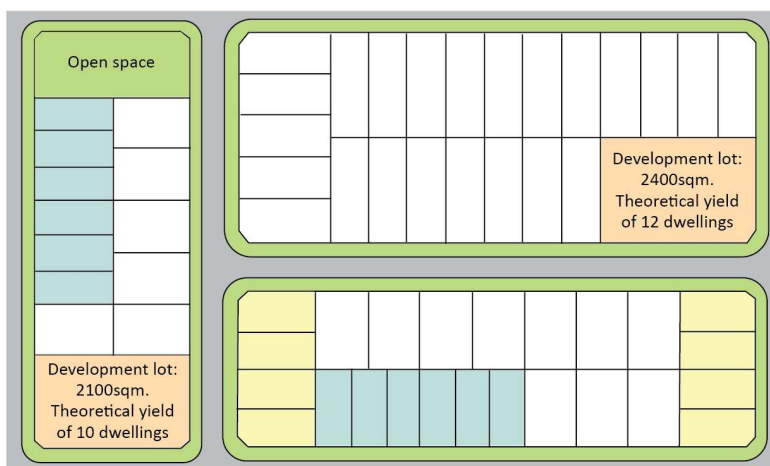 Open space
Development lot:
2100sqm.
Theoretical yield
of 10 dwellings
Development lot:
2400sqm.
Theoretical yield
of 12 dwellings